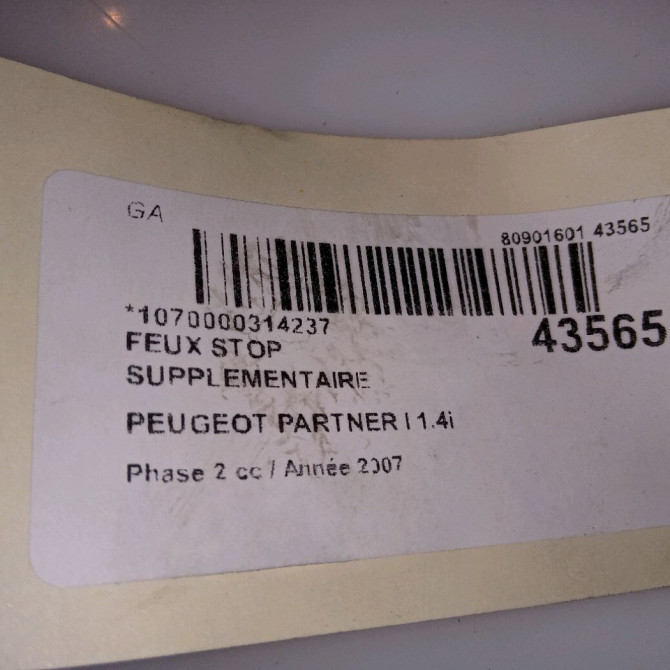 GA
80901601 43565
*1070000314237
43565
FEUX STOP
SUPPLEMENTAIRE
PEUGEOT PARTNER I 1.4i
Phase 2 cc / Année 2007